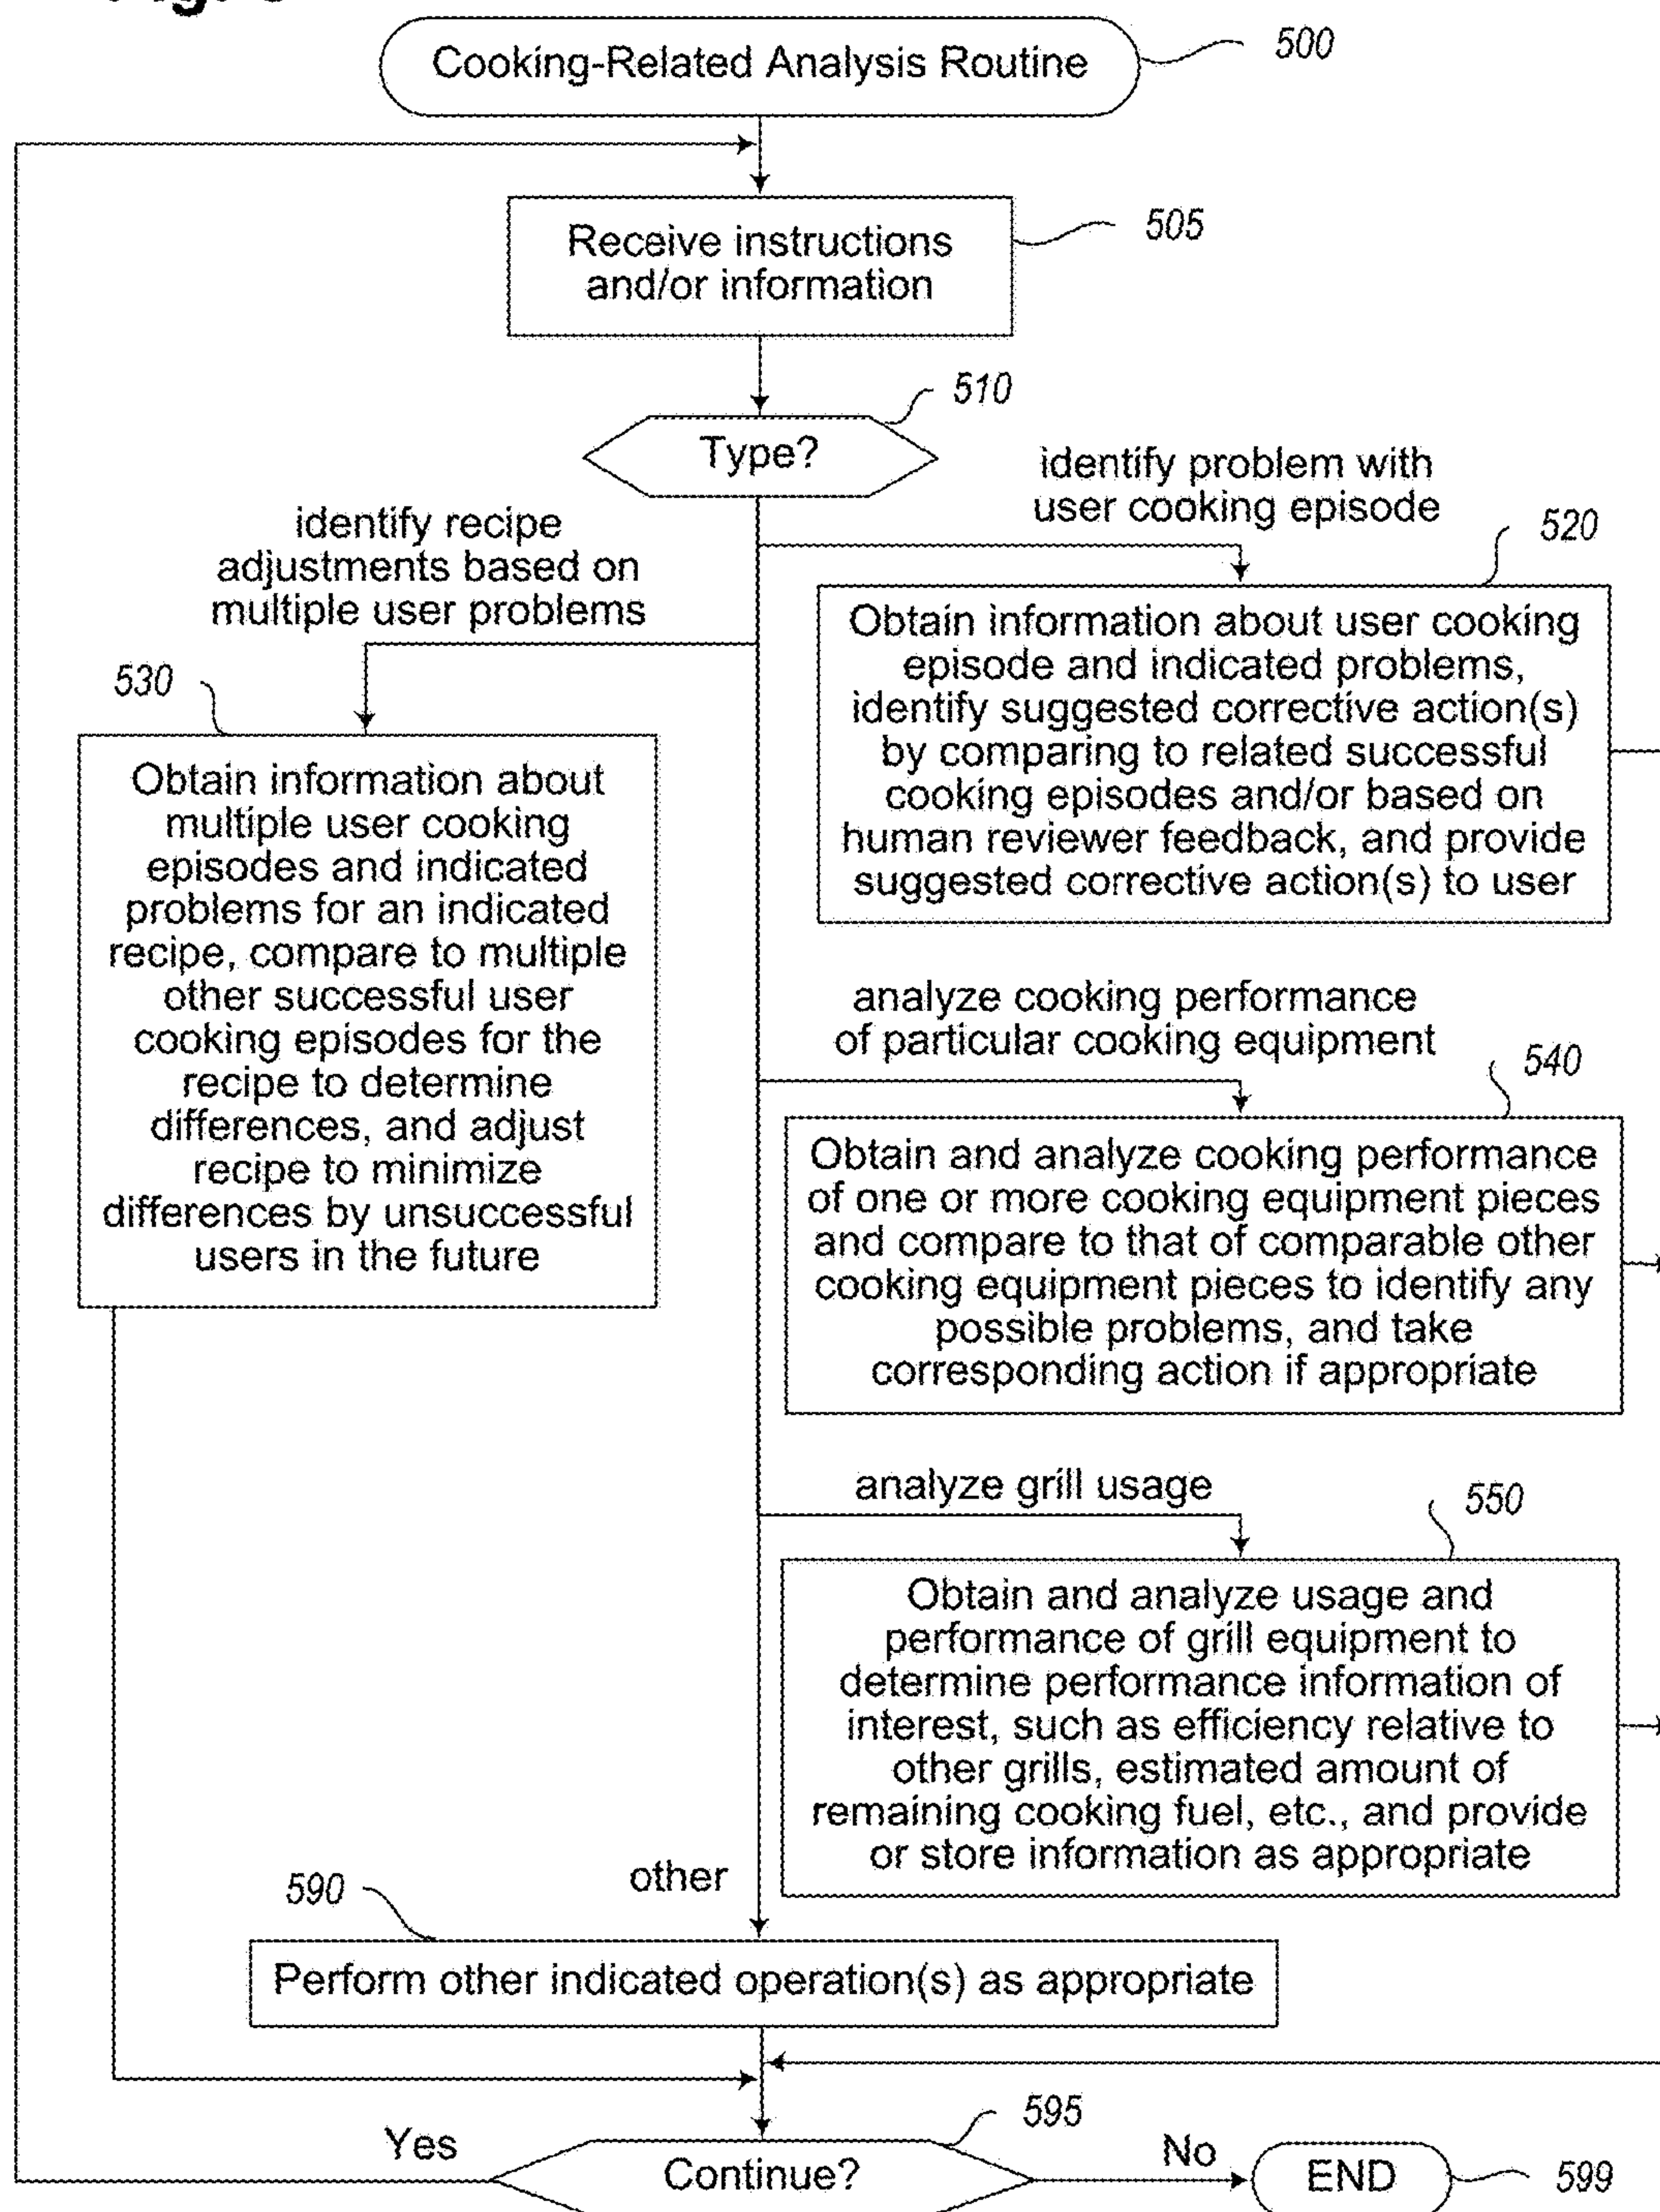 Cooking-Related Analysis Routine
500
Receive instructions
and/or information
505
Type?
510
identify problem with
user cooking episode
520
Obtain information about user cooking
episode and indicated problems,
identify suggested corrective action(s)
by comparing to related successful
cooking episodes and/or based on
human reviewer feedback, and provide
suggested corrective action(s) to user
identify recipe
adjustments based on
multiple user problems
530
Obtain information about
multiple user cooking
episodes and indicated
problems for an indicated
recipe, compare to multiple
other successful user
cooking episodes for the
recipe to determine
differences, and adjust
recipe to minimize
differences by unsuccessful
users in the future
analyze cooking performance
of particular cooking equipment
540
Obtain and analyze cooking performance
of one or more cooking equipment pieces
and compare to that of comparable other
cooking equipment pieces to identify any
possible problems, and take
corresponding action if appropriate
analyze grill usage
550
Obtain and analyze usage and
performance of grill equipment to
determine performance information of
interest, such as efficiency relative to
other grills, estimated amount of
remaining cooking fuel, etc., and provide
or store information as appropriate
other
590
Perform other indicated operation(s) as appropriate
595
Yes
Continue?
No
END
599